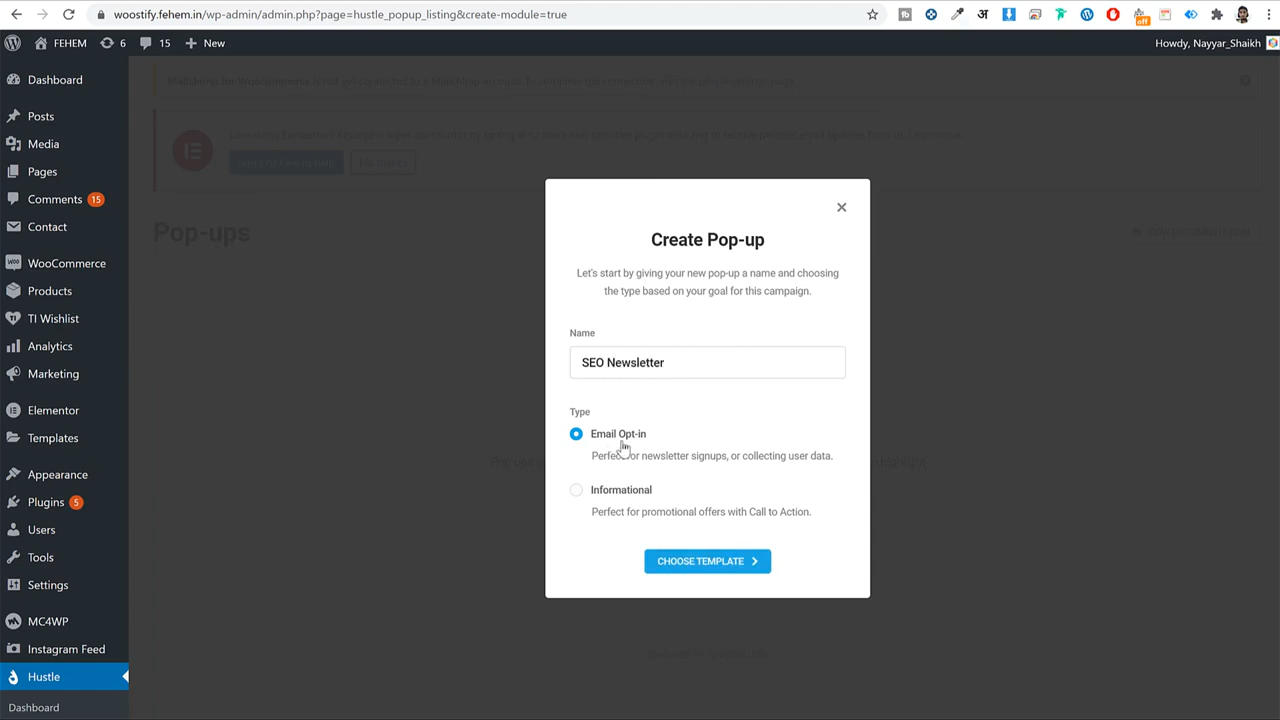 woostify.fehem.in/wp-admin/admin.php?page=hustle_popup_listing&create-module=true
off
FEHEM
6
15
New
Howdy, Nayyar_Shaikh
Dashboard
Posts
Media
Pages
Comments 15
Contact
WooCommerce
Products
TI Wishlist
Analytics
Marketing
Elementor
Templates
Appearance
Plugins 5
Users
Tools
Settings
MC4WP
Instagram Feed
Hustle
Dashboard
Pop-ups
Create Pop-up
Let's start by giving your new pop-up a name and choosing
the type based on your goal for this campaign.
Name
SEO Newsletter
Type
Email Opt-in
Perfect for newsletter signups, or collecting user data.
Informational
Perfect for promotional offers with Call to Action.
CHOOSE TEMPLATE